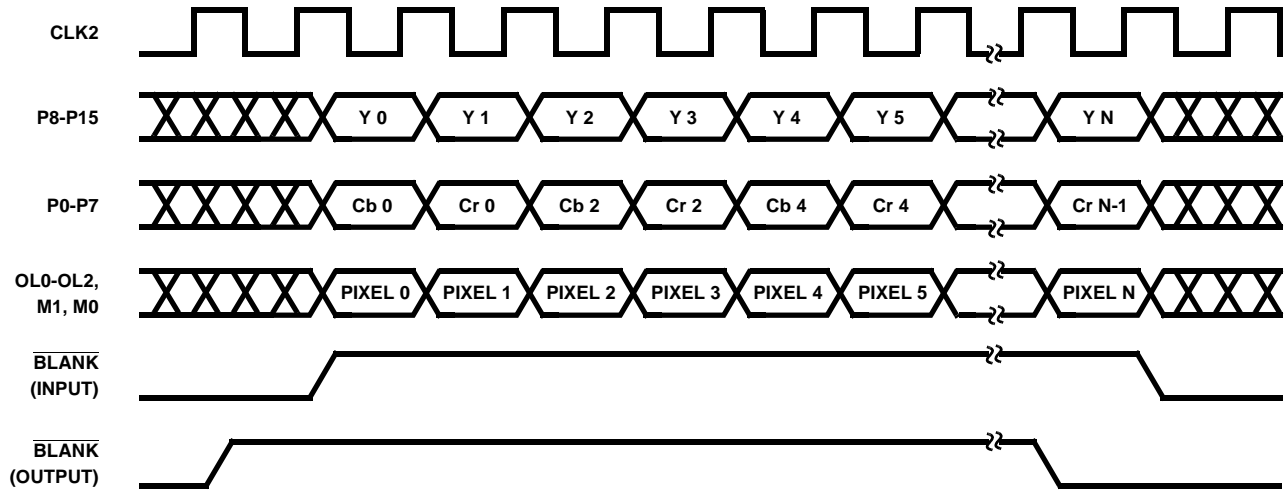 CLK2
P8-P15
Y 0 Y 1 Y 2 Y 3 Y 4 Y 5 Y N
P0-P7
Cb 0 Cr 0 Cb 2 Cr 2 Cb 4 Cr 4 Cr N-1
OL0-OL2,
M1, M0
PIXEL 0 PIXEL 1 PIXEL 2 PIXEL 3 PIXEL 4 PIXEL 5 PIXEL N
BLANK
(INPUT)
BLANK
(OUTPUT)